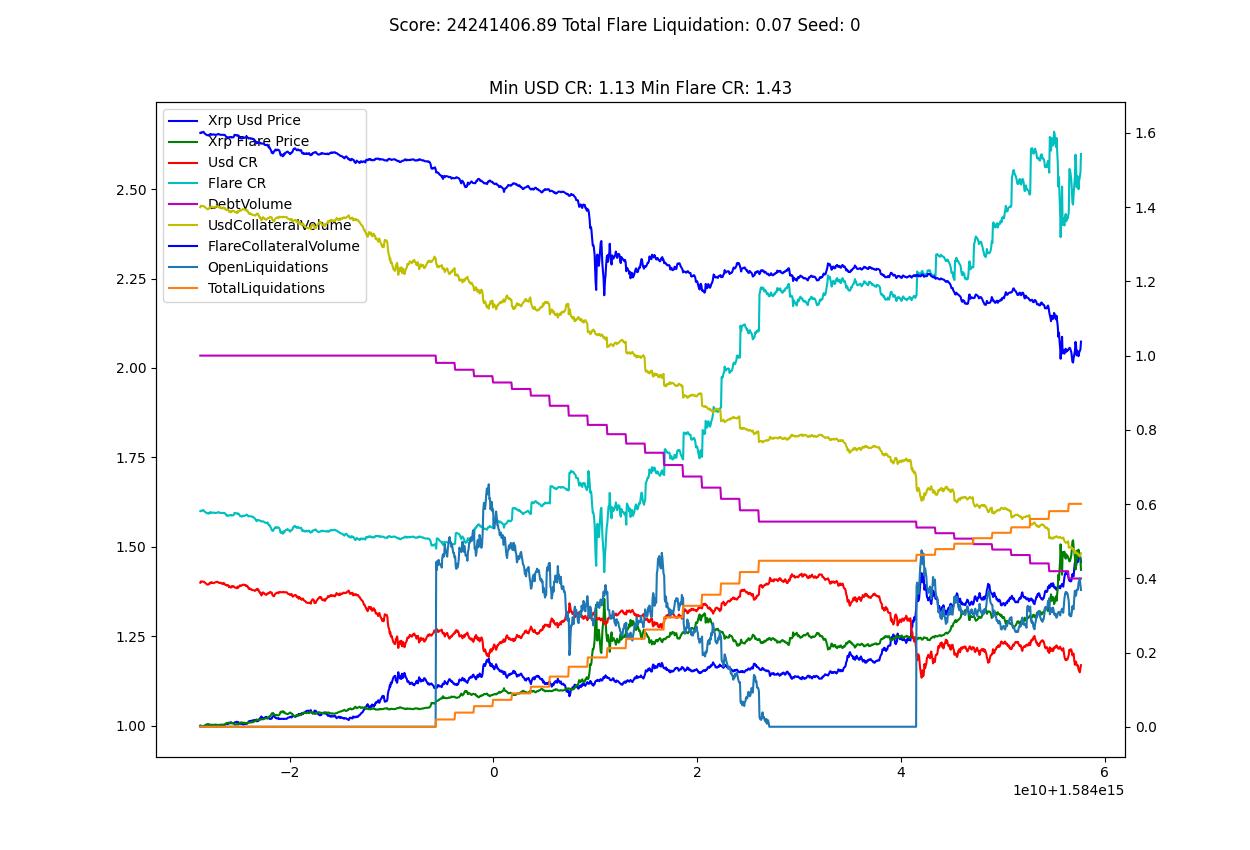 Score: 24241406.89 Total Flare Liquidation: 0.07 Seed: 0
Min USD CR: 1.13 Min Flare CR: 1.43
Xrp Usd Price
Xrp Flare Price
Usd CR
Flare CR
DebtVolume
UsdCollateralVolume
FlareCollateralVolume
OpenLiquidations
TotalLiquidations
2.50
2.25
2.00
1.75
1.50
1.25
1.00
1.6
1.4
1.2
1.0
0.8
0.6
0.4
0.2
0.0
−2 0 2 4 6
1e10+1.584e15